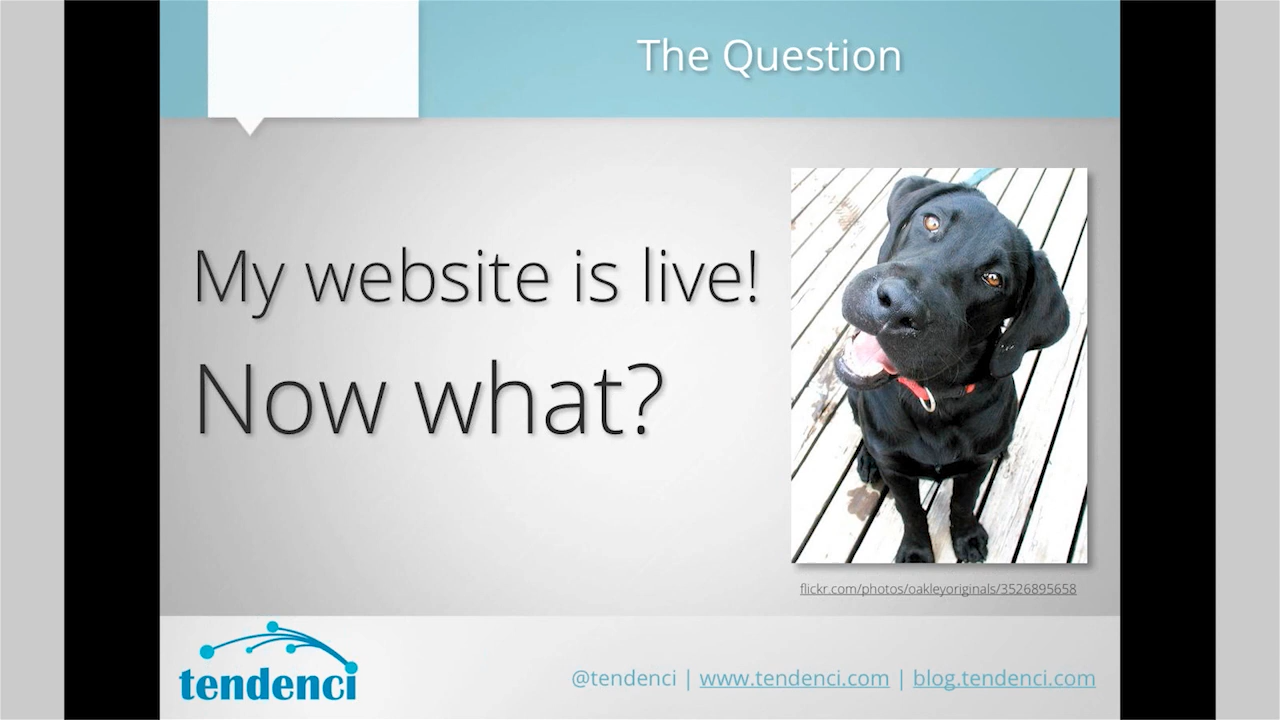 The Question
My website is live!
Now what?
flickr.com/photos/oakleyoriginals/3526895658
tendenci
@tendenci | www.tendenci.com | blog.tendenci.com